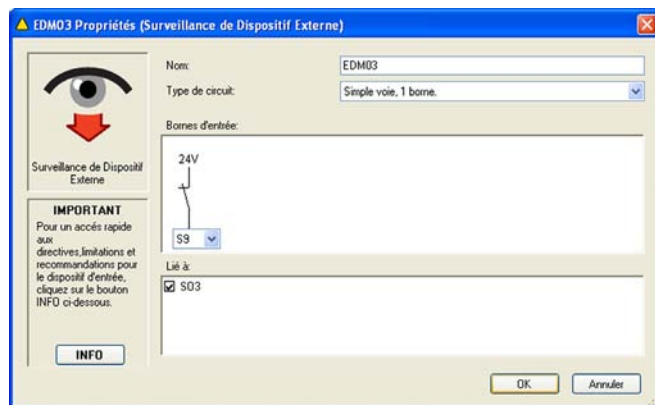 EDM03 Propriétés (Surveillance de Dispositif Externe)
Surveillance de Dispositif
Externe
IMPORTANT
Pour un accés rapide
aux
directives,limitations et
recommandations pour
le dispositif d'entrée,
cliquez sur le bouton
INFO ci-dessous.
INFO
Nom:
EDM03
Type de circuit:
Simple voie, 1 borne.
Bornes d'entrée:
24V
S9
Lié à:
SO3
OK
Annuler